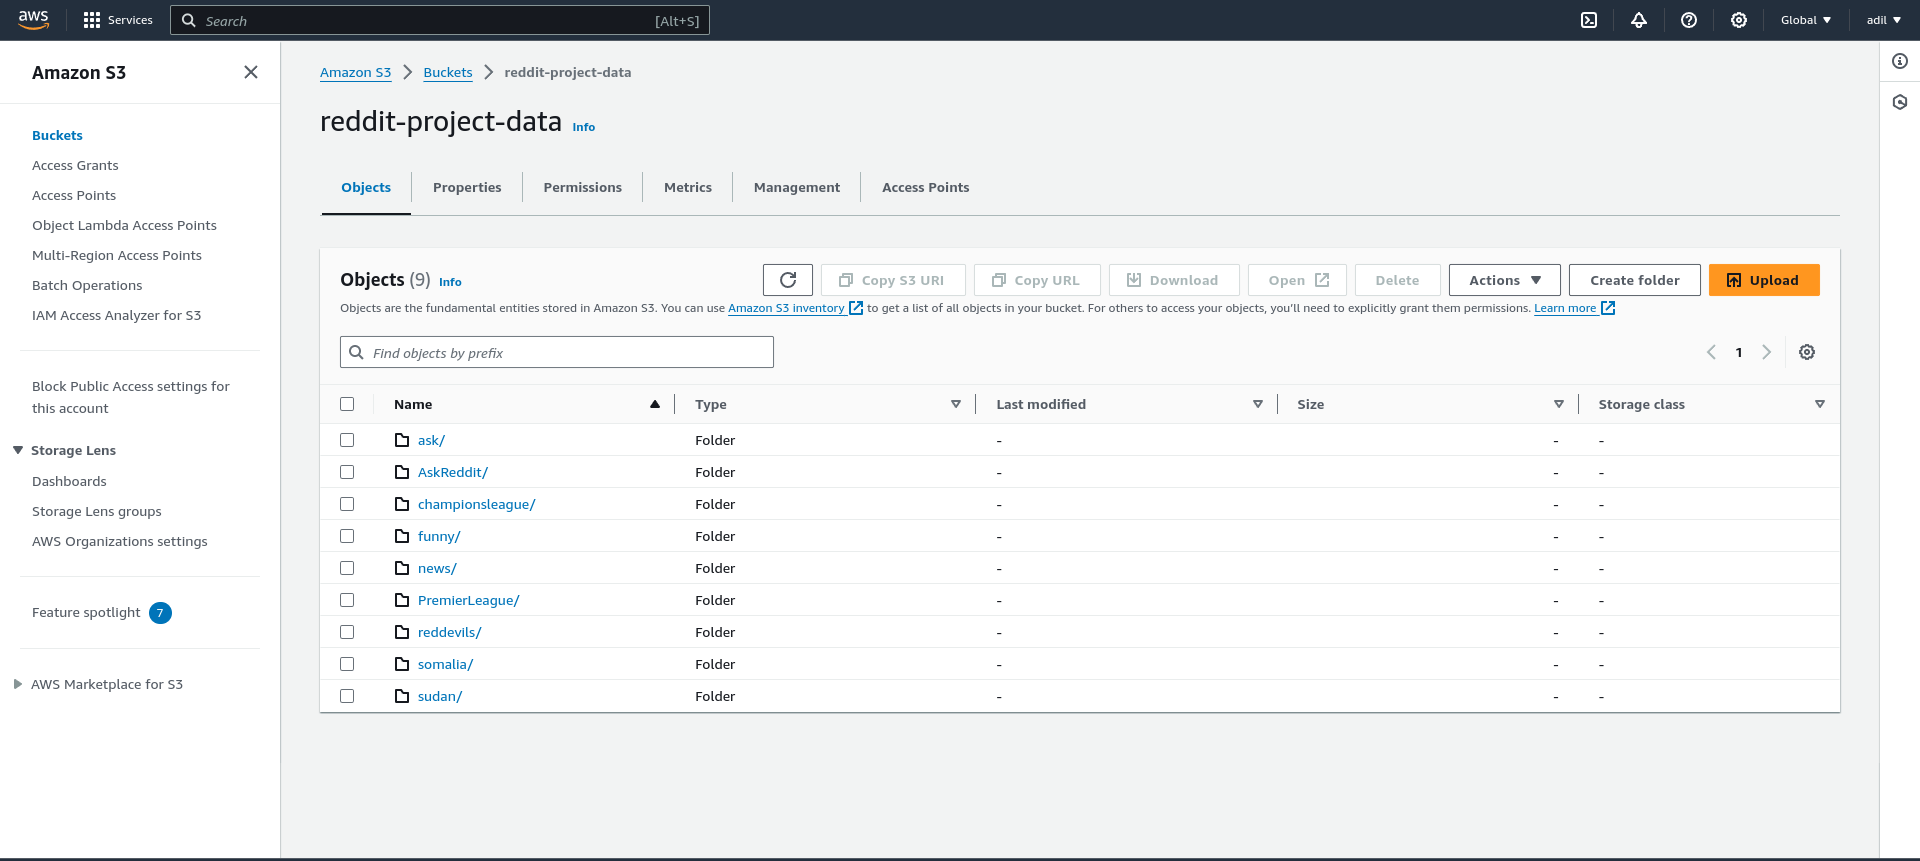 aws Services Search [Alt+S] Global adil
Amazon S3
Buckets
Access Grants
Access Points
Object Lambda Access Points
Multi-Region Access Points
Batch Operations
IAM Access Analyzer for S3
Block Public Access settings for
this account
Storage Lens
Dashboards
Storage Lens groups
AWS Organizations settings
Feature spotlight 7
AWS Marketplace for S3
Amazon S3 Buckets reddit-project-data
reddit-project-data Info
Objects Properties Permissions Metrics Management Access Points
Objects (9) Info Copy S3 URI Copy URL Download Open Delete Actions Create folder Upload
Objects are the fundamental entities stored in Amazon S3. You can use Amazon S3 inventory to get a list of all objects in your bucket. For others to access your objects, you'll need to explicitly grant them permissions. Learn more
Find objects by prefix 1
Name Type Last modified Size Storage class
ask/ Folder - - -
AskReddit/ Folder - - -
championsleague/ Folder - - -
funny/ Folder - - -
news/ Folder - - -
PremierLeague/ Folder - - -
reddevils/ Folder - - -
somalia/ Folder - - -
sudan/ Folder - - -